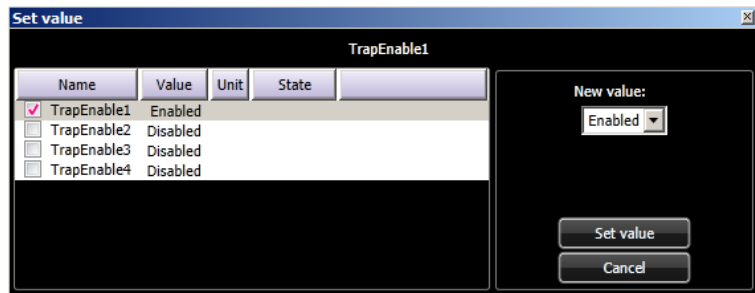 Set value
TrapEnable1
Name Value Unit State
TrapEnable1 Enabled
TrapEnable2 Disabled
TrapEnable3 Disabled
TrapEnable4 Disabled
New value:
Enabled
Set value
Cancel